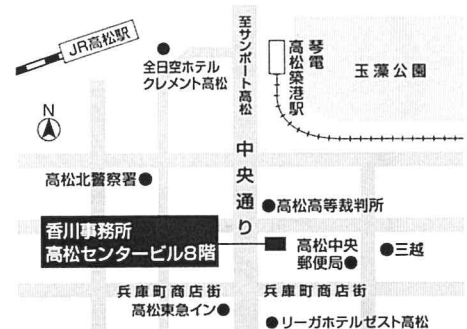 JR高松駅
全日空ホテル
クレメント高松
至サンポート高松
琴電
高松築港駅
玉藻公園
N
中央通り
高松北警察署
高松高等裁判所
香川事務所
高松センタービル8階
高松中央
郵便局
三越
兵庫町商店街
兵庫町商店街
高松東急イン
リーガホテルゼスト高松